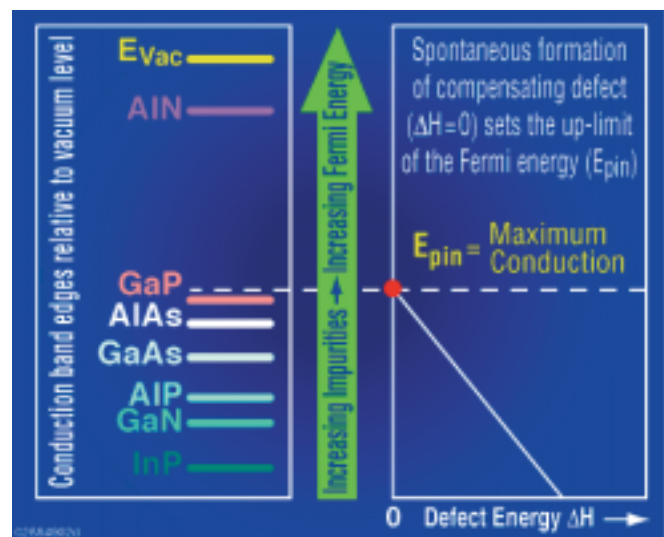 Conduction band edges relative to vacuum level
EVac
AlN
GaP
AlAs
GaAs
AlP
GaN
InP
Increasing Impurities → Increasing Fermi Energy
Spontaneous formation
of compensating defect
(ΔH=0) sets the up-limit
of the Fermi energy (Epin)
Epin = Maximum
Conduction
0 Defect Energy ΔH →